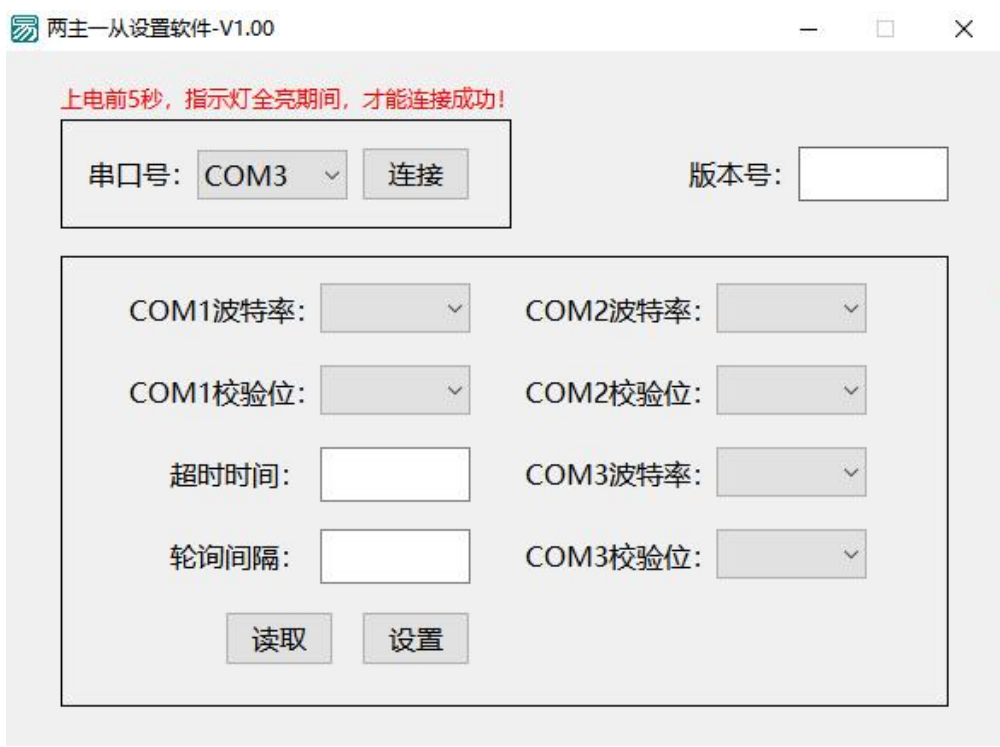 两主一从设置软件-V1.00
上电前5秒，指示灯全亮期间，才能连接成功！
串口号： COM3 连接 版本号：
COM1波特率： COM2波特率：
COM1校验位： COM2校验位：
超时时间： COM3波特率：
轮询间隔： COM3校验位：
读取 设置